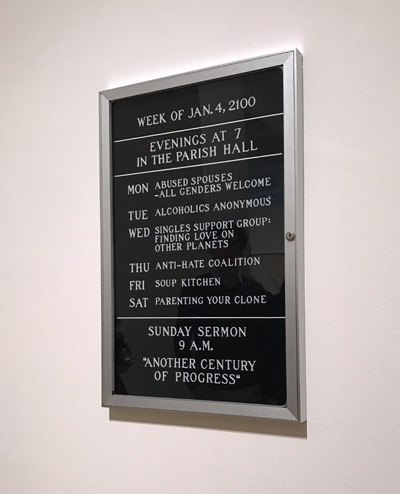 WEEK OF JAN. 4, 2100
EVENINGS AT 7
IN THE PARISH HALL
MON ABUSED SPOUSES
-ALL GENDERS WELCOME
TUE ALCOHOLICS ANONYMOUS
WED SINGLES SUPPORT GROUP:
FINDING LOVE ON
OTHER PLANETS
THU ANTI-HATE COALITION
FRI SOUP KITCHEN
SAT PARENTING YOUR CLONE
SUNDAY SERMON
9 A.M.
"ANOTHER CENTURY
OF PROGRESS"